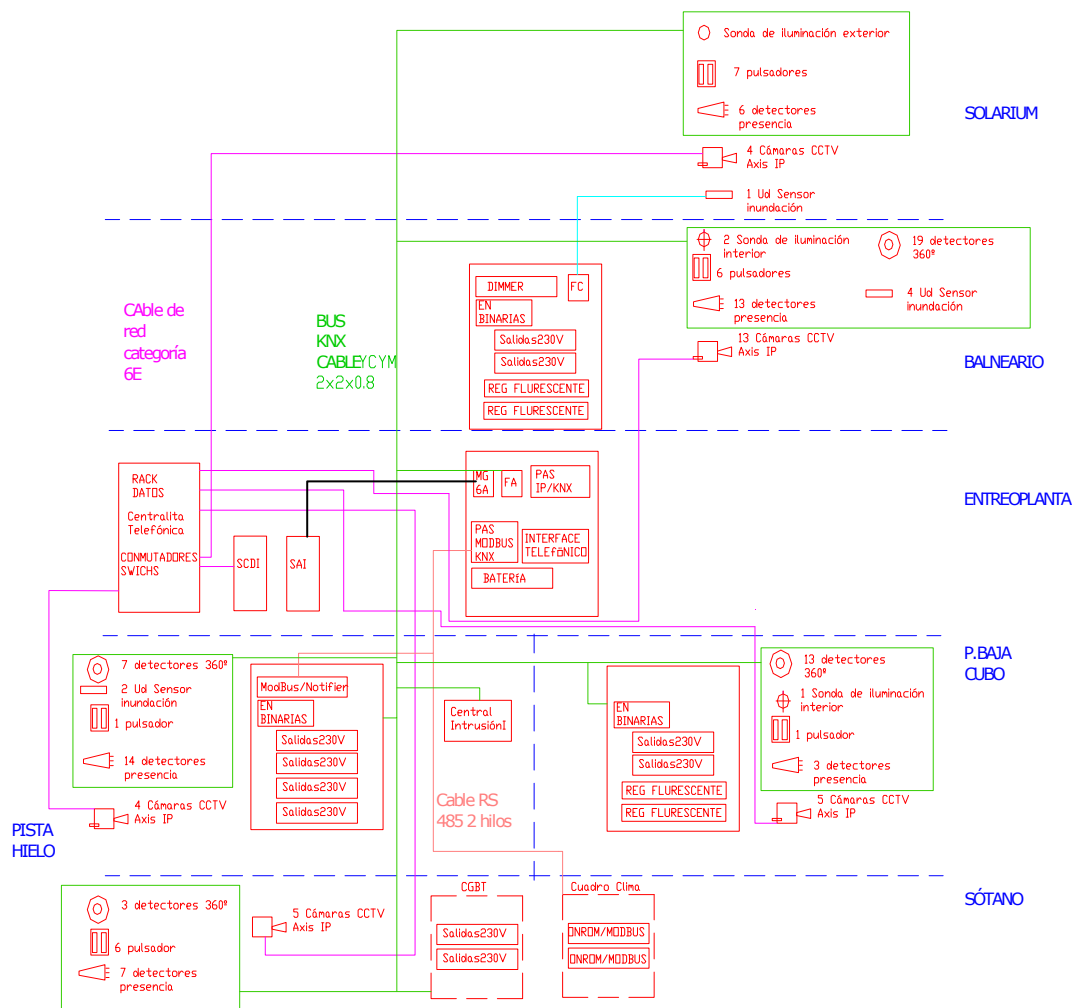 Sonda de iluminación exterior
7 pulsadores
6 detectores
presencia
SOLARIUM
4 Cámaras CCTV
Axis IP
1 Ud Sensor
inundación
2 Sonda de iluminación
interior
19 detectores
360º
6 pulsadores
4 Ud Sensor
inundación
13 detectores
presencia
13 Cámaras CCTV
Axis IP
BALNEARIO
CAble de
red
categoría
6E
BUS
KNX
CABLEYCYM
2x2x0.8
DIMMER
FC
EN
BINARIAS
Salidas230V
Salidas230V
REG FLURESCENTE
REG FLURESCENTE
RACK
DATOS
Centralita
Telefónica
CONMUTADORES
SWICHS
SCDI
SAI
MG
6A
FA
PAS
IP/KNX
PAS
MODBUS
KNX
INTERFACE
TELEFóNICO
BATERíA
ENTREOPLANTA
7 detectores 360º
2 Ud Sensor
inundación
1 pulsador
14 detectores
presencia
4 Cámaras CCTV
Axis IP
PISTA
HIELO
ModBus/Notifier
EN
BINARIAS
Salidas230V
Salidas230V
Salidas230V
Salidas230V
Central
IntrusiónI
Cable RS
485 2 hilos
EN
BINARIAS
Salidas230V
Salidas230V
REG FLURESCENTE
REG FLURESCENTE
13 detectores
360º
1 Sonda de iluminación
interior
1 pulsador
3 detectores
presencia
5 Cámaras CCTV
Axis IP
P.BAJA
CUBO
3 detectores 360º
6 pulsador
7 detectores
presencia
5 Cámaras CCTV
Axis IP
CGBT
Salidas230V
Salidas230V
Cuadro Clima
ONROM/MODBUS
ONROM/MODBUS
SÓTANO